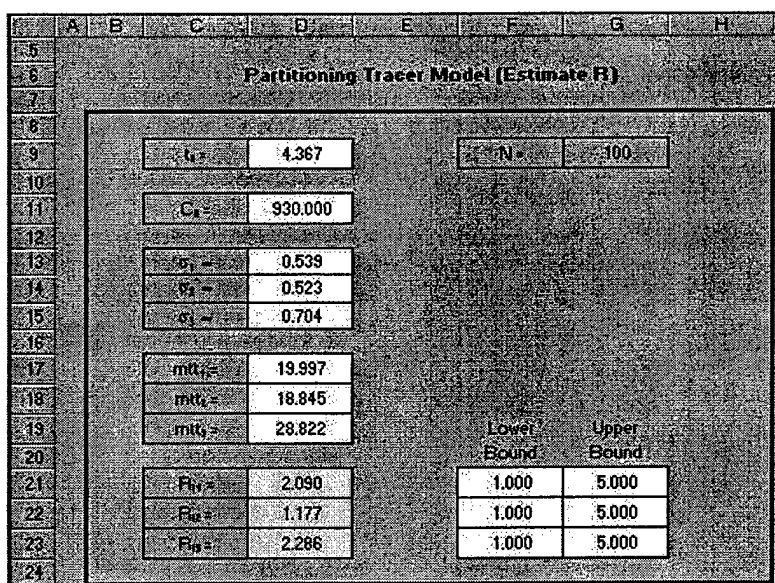 A B C D E F G H
5
6 Partitioning Tracer Model (Estimate R)
7
8
9 4.367 N = 100
10
11 930.000
12
13 0.539
14 0.523
15 0.704
16
17 19.997
18 18.845
19 28.822 Lower Upper
20 Bound Bound
21 2.090 1.000 5.000
22 1.177 1.000 5.000
23 2.286 1.000 5.000
24